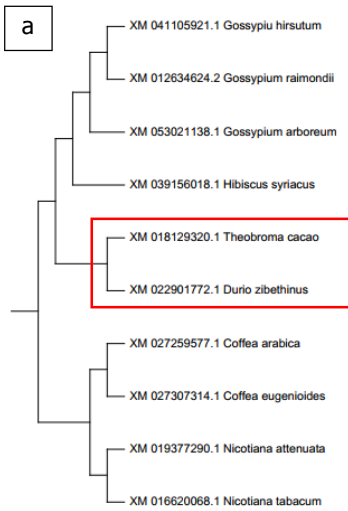 a
XM 041105921.1 Gossypiu hirsutum
XM 012634624.2 Gossypium raimondii
XM 053021138.1 Gossypium arboreum
XM 039156018.1 Hibiscus syriacus
XM 018129320.1 Theobroma cacao
XM 022901772.1 Durio zibethinus
XM 027259577.1 Coffea arabica
XM 027307314.1 Coffea eugenioides
XM 019377290.1 Nicotiana attenuata
XM 016620068.1 Nicotiana tabacum